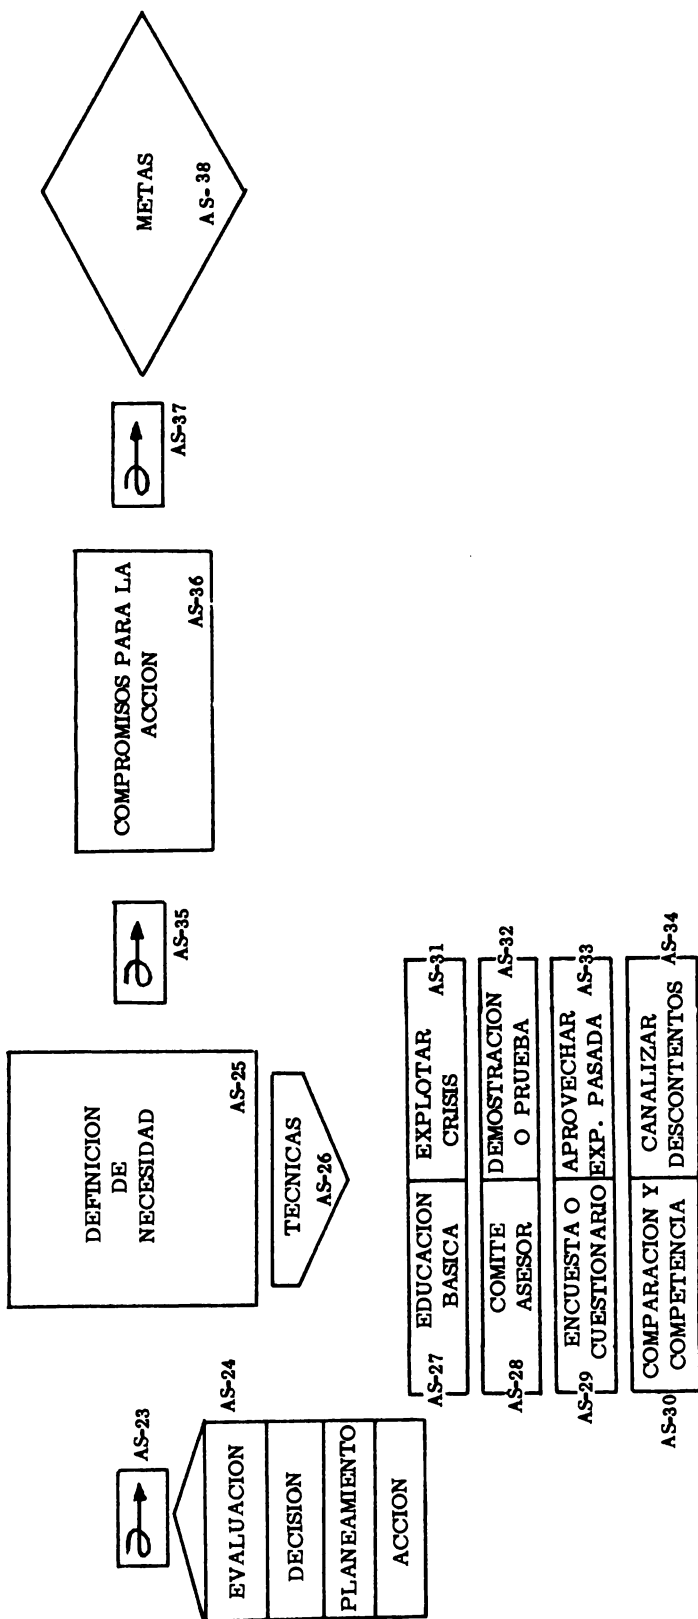 AS-23
AS-24
EVALUACION
DECISION
PLANEAMIENTO
ACCION
DEFINICION
DE
NECESIDAD
AS-25
TECNICAS
AS-26
AS-27
EDUCACION
BASICA
EXPLOTAR
CRISIS
AS-31
AS-28
COMITE
ASESOR
DEMOSTRACION
O PRUEBA
AS-32
AS-29
ENCUESTA O
CUESTIONARIO
APROVECHAR
EXP. PASADA
AS-33
AS-30
COMPARACION Y
COMPETENCIA
CANALIZAR
DESCONTENTOS
AS-34
AS-35
COMPROMISOS PARA LA
ACCION
AS-36
AS-37
METAS
AS-38